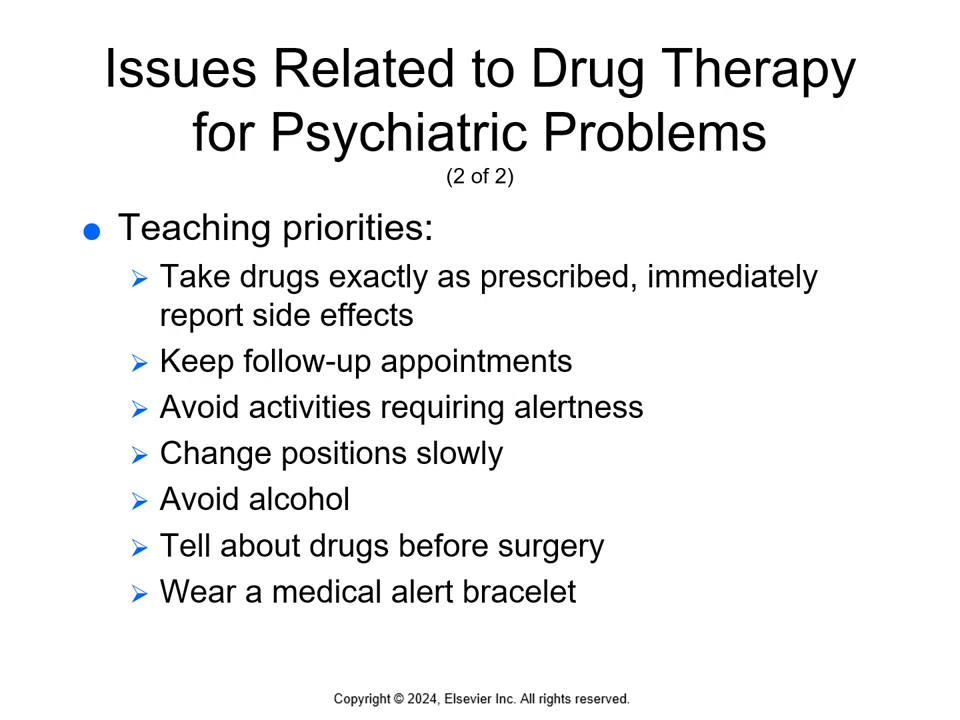 Issues Related to Drug Therapy
for Psychiatric Problems
(2 of 2)
Teaching priorities:
Take drugs exactly as prescribed, immediately
report side effects
Keep follow-up appointments
Avoid activities requiring alertness
Change positions slowly
Avoid alcohol
Tell about drugs before surgery
Wear a medical alert bracelet
Copyright © 2024, Elsevier Inc. All rights reserved.